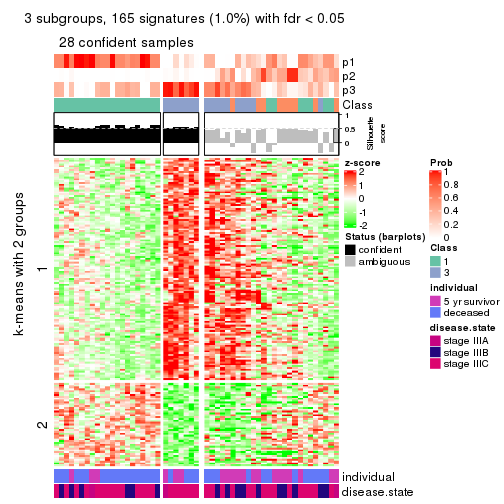 3 subgroups, 165 signatures (1.0%) with fdr < 0.05
28 confident samples
p1
p2
p3
Class
1
0.5
0
Silhouette
score
k-means with 2 groups
1
2
individual
disease.state
z-score
2
1
0
-1
-2
Status (barplots)
confident
ambiguous
Prob
1
0.8
0.6
0.4
0.2
0
Class
1
3
individual
5 yr survivor
deceased
disease.state
stage IIIA
stage IIIB
stage IIIC